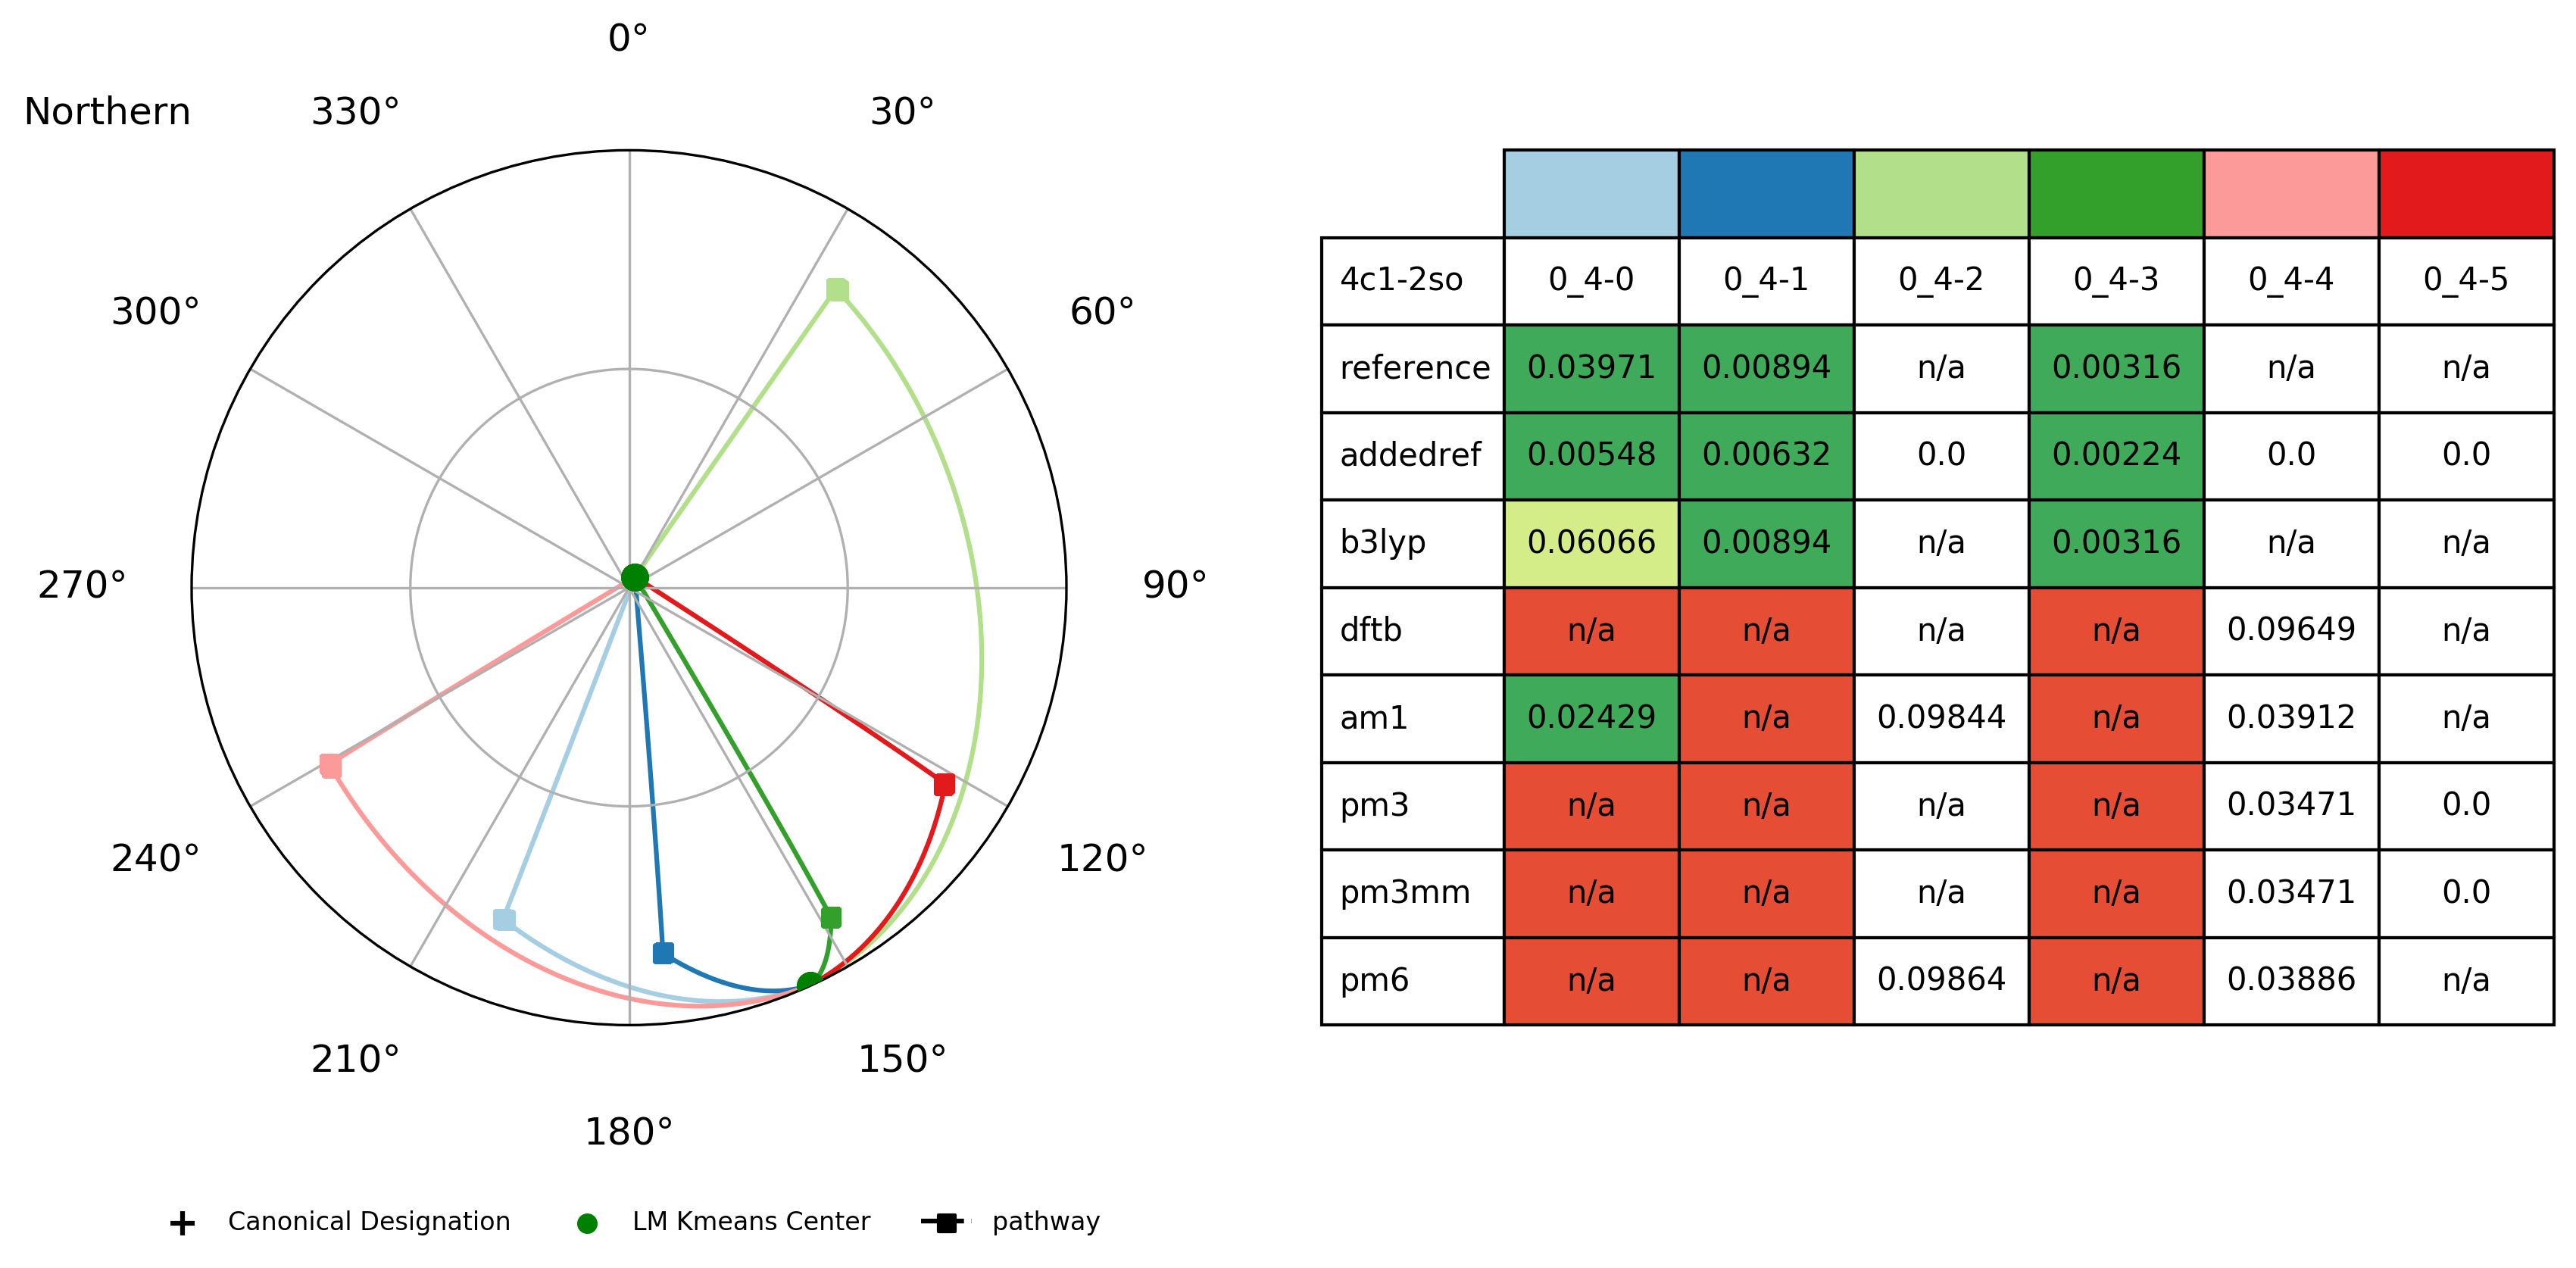 0°
Northern 330° 30°
300° 60°
270° 90°
240° 120°
210° 150°
180°
Canonical Designation LM Kmeans Center pathway
4c1-2so 0_4-0 0_4-1 0_4-2 0_4-3 0_4-4 0_4-5
reference 0.03971 0.00894 n/a 0.00316 n/a n/a
addedref 0.00548 0.00632 0.0 0.00224 0.0 0.0
b3lyp 0.06066 0.00894 n/a 0.00316 n/a n/a
dftb n/a n/a n/a n/a 0.09649 n/a
am1 0.02429 n/a 0.09844 n/a 0.03912 n/a
pm3 n/a n/a n/a n/a 0.03471 0.0
pm3mm n/a n/a n/a n/a 0.03471 0.0
pm6 n/a n/a 0.09864 n/a 0.03886 n/a